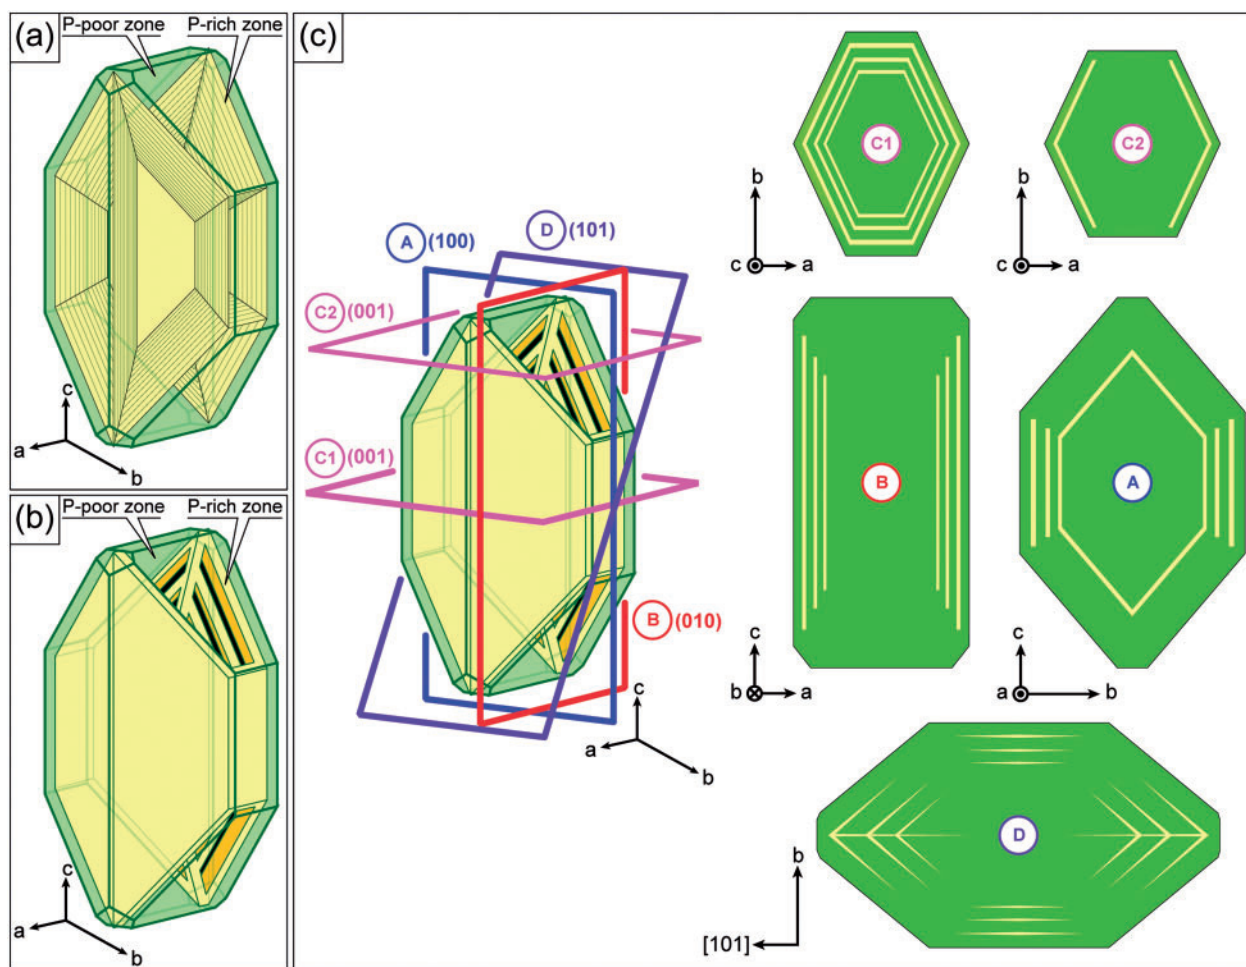 (a)
P-poor zone P-rich zone
c
a
b
(b)
P-poor zone P-rich zone
c
a
b
(c)
A (100)
D (101)
C2 (001)
C1 (001)
B (010)
c
a
b
C1
b
c a
C2
b
c a
B
c
b a
A
c
a b
D
b
[101]